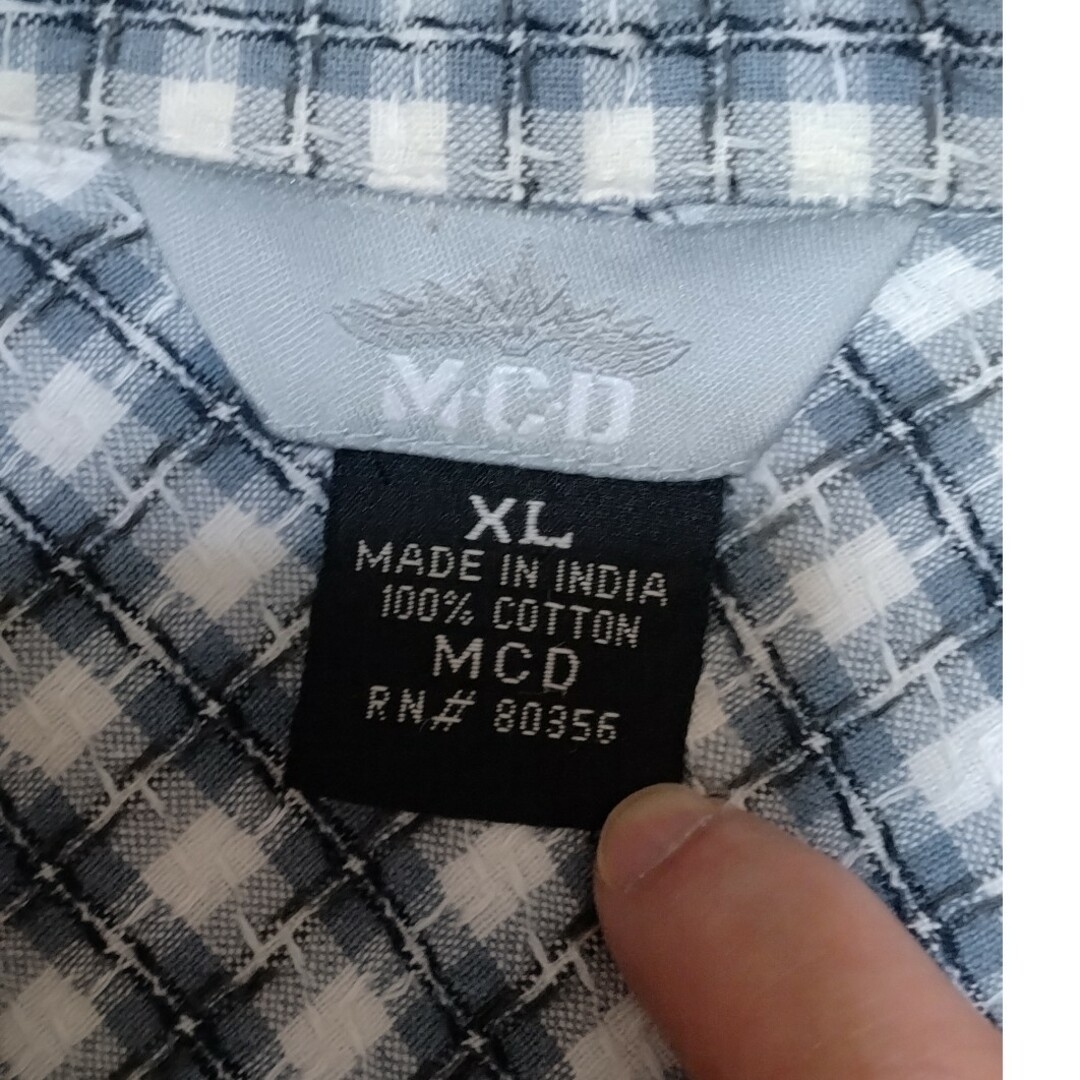 MCD
XL
MADE IN INDIA
100% COTTON
MCD
RN# 80356